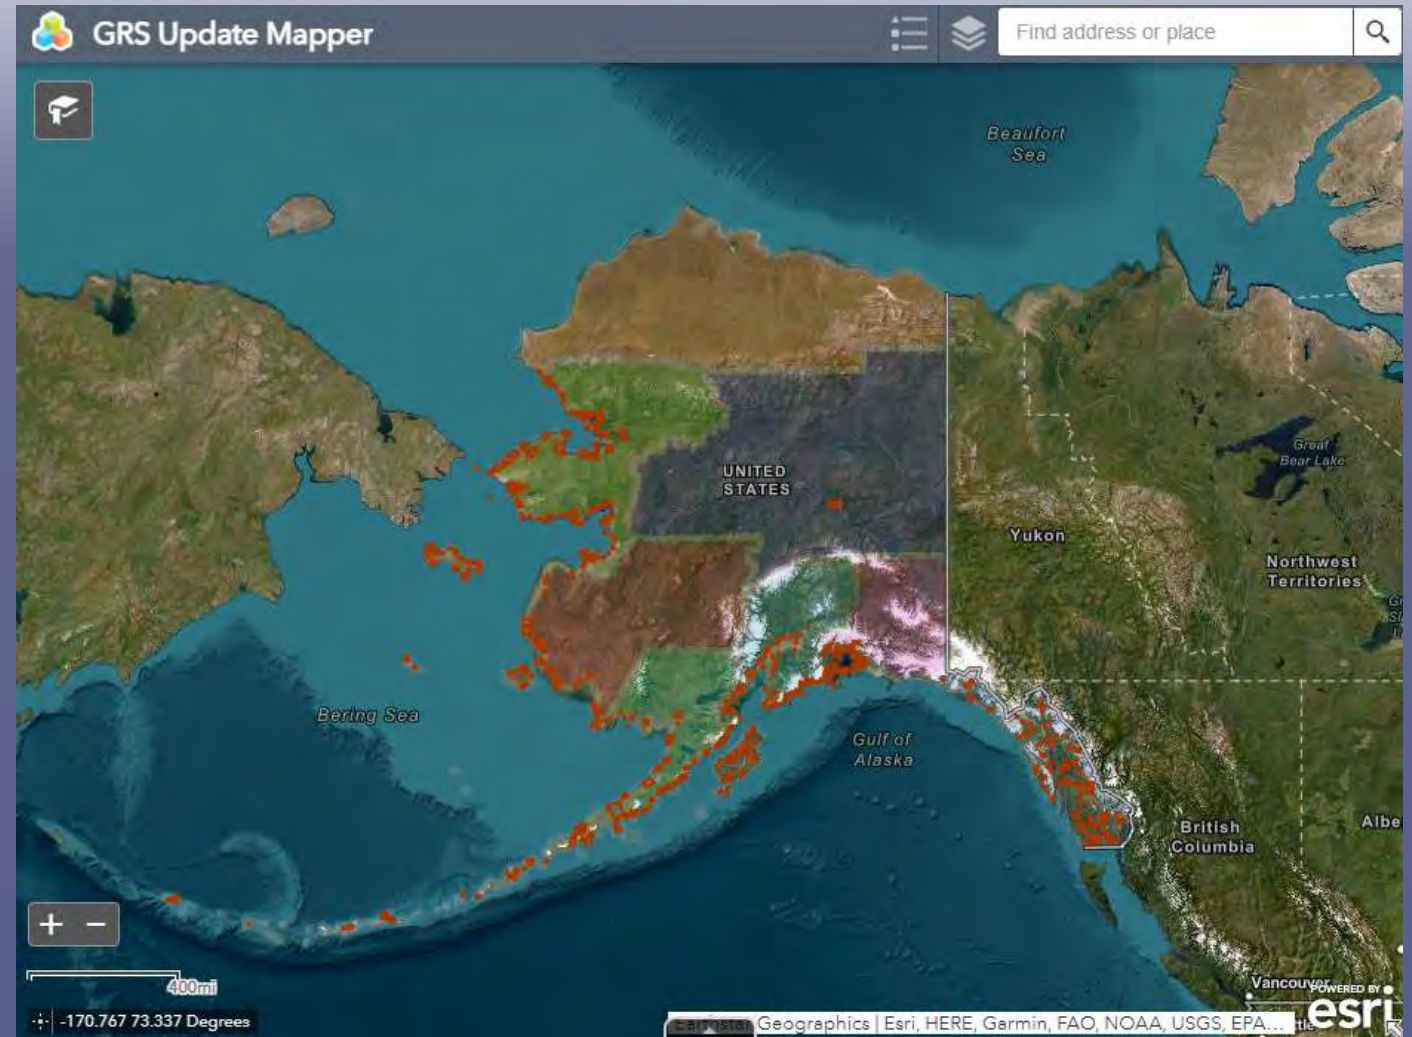 GRS Update Mapper
Find address or place
Beaufort
Sea
Great
Bear Lake
UNITED
STATES
Yukon
Northwest
Territories
Bering Sea
Gulf of
Alaska
British
Columbia
Albe
+ −
400mi
Vancouver
POWERED BY
esri
-170.767 73.337 Degrees
Earthstar Geographics | Esri, HERE, Garmin, FAO, NOAA, USGS, EPA...